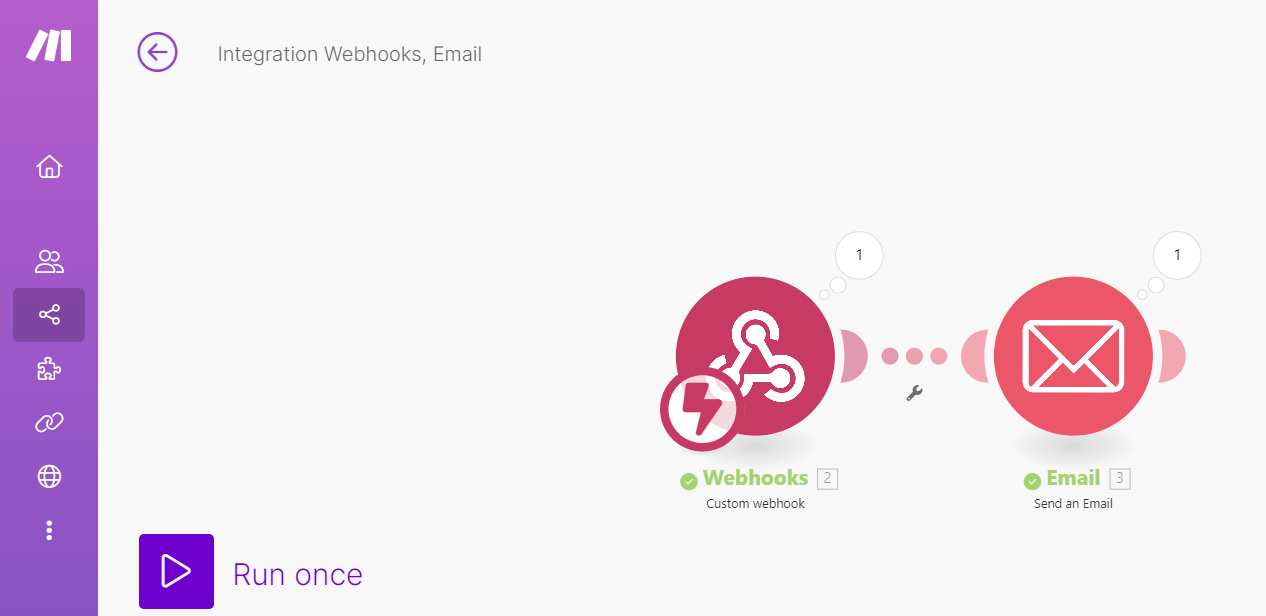 Integration Webhooks, Email
1
1
Webhooks 2
Custom webhook
Email 3
Send an Email
Run once